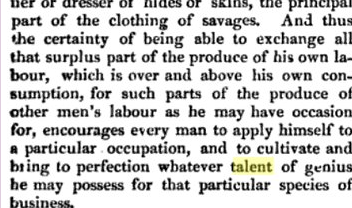 ner or dresser of hides or skins, the principal
part of the clothing of savages. And thus
the certainty of being able to exchange all
that surplus part of the produce of his own la-
bour, which is over and above his own con-
sumption, for such parts of the produce of
other men's labour as he may have occasion
for, encourages every man to apply himself to
a particular occupation, and to cultivate and
bring to perfection whatever talent of genius
he may possess for that particular species of
business.